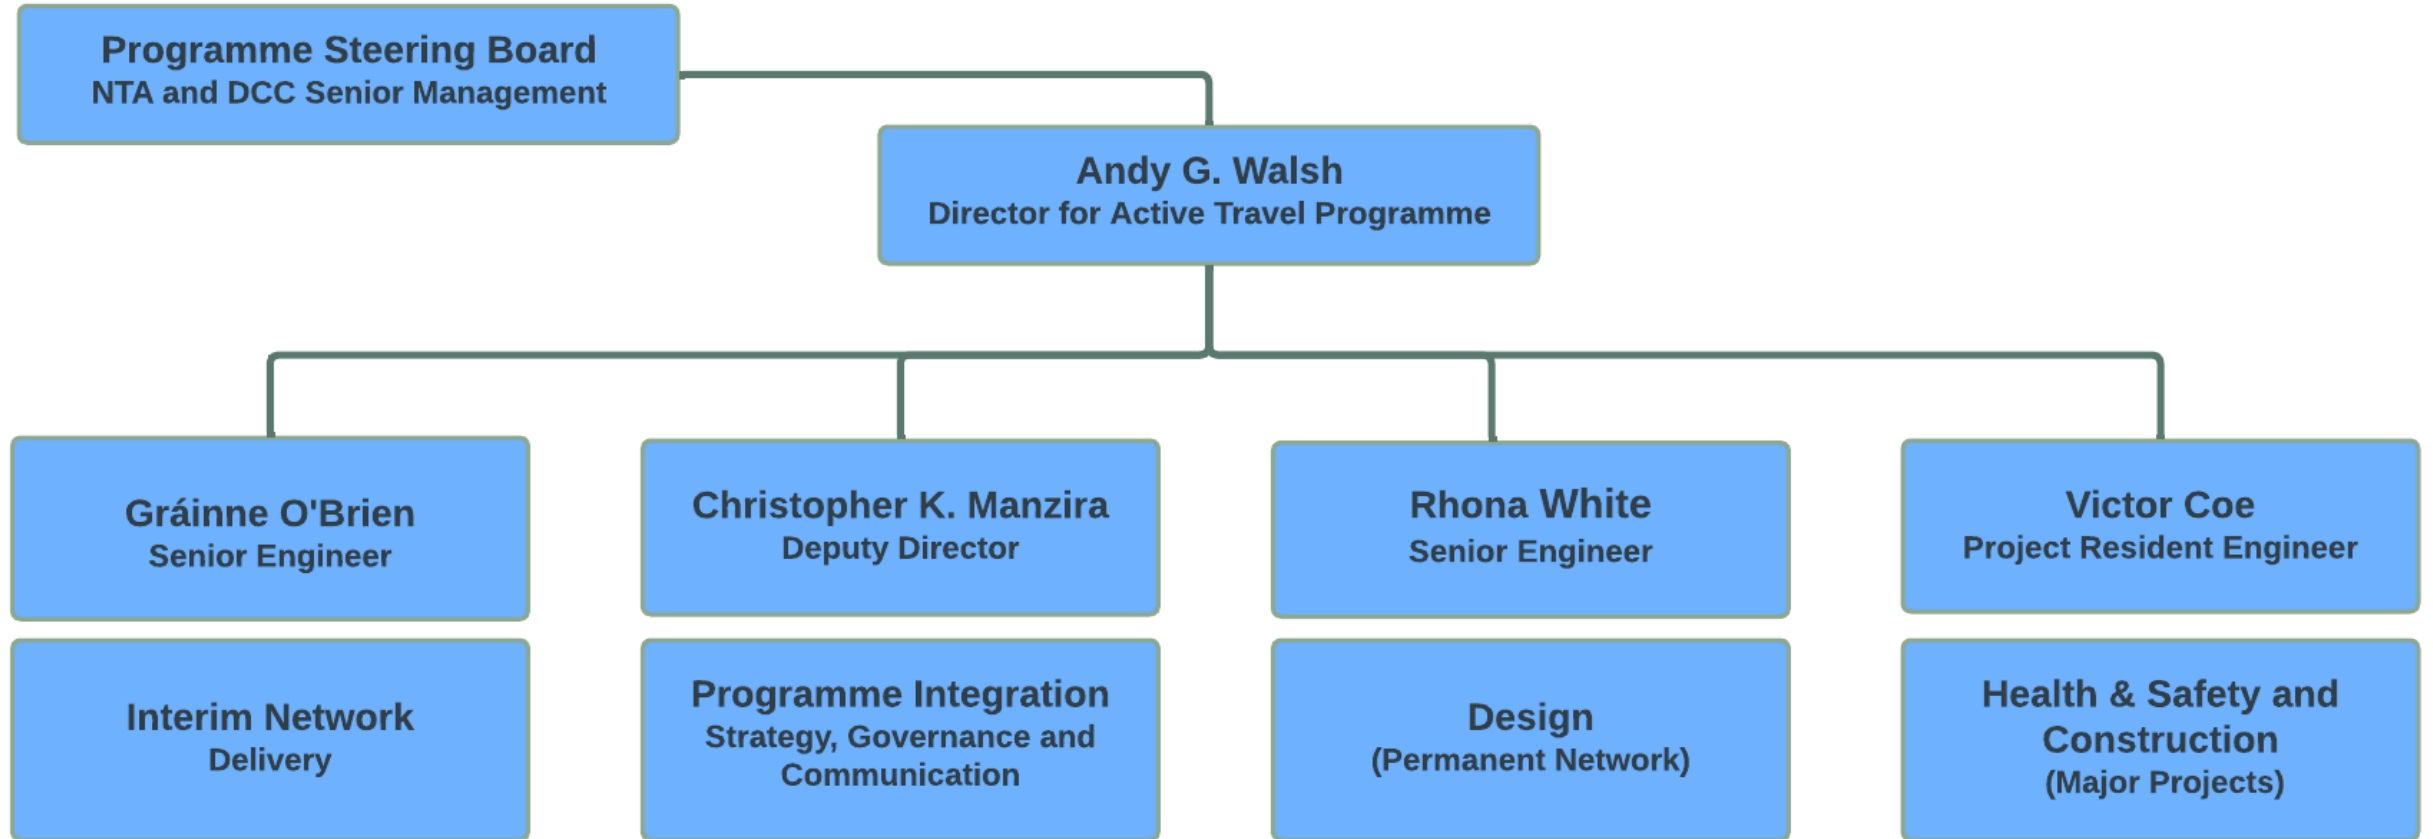 Programme Steering Board
NTA and DCC Senior Management
Andy G. Walsh
Director for Active Travel Programme
Gráinne O'Brien
Senior Engineer
Christopher K. Manzira
Deputy Director
Rhona White
Senior Engineer
Victor Coe
Project Resident Engineer
Interim Network
Delivery
Programme Integration
Strategy, Governance and
Communication
Design
(Permanent Network)
Health & Safety and
Construction
(Major Projects)